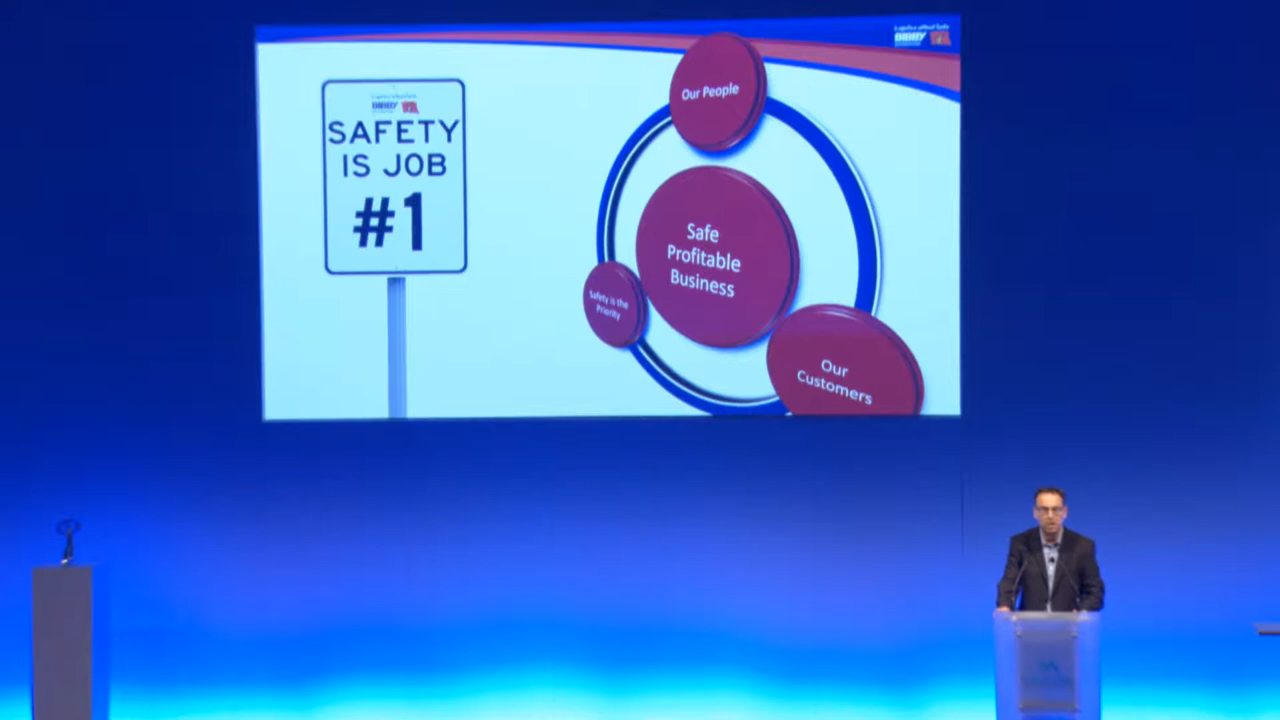 SAFETY
IS JOB
#1
Our People
Safe
Profitable
Business
Safety is the
Priority
Our
Customers